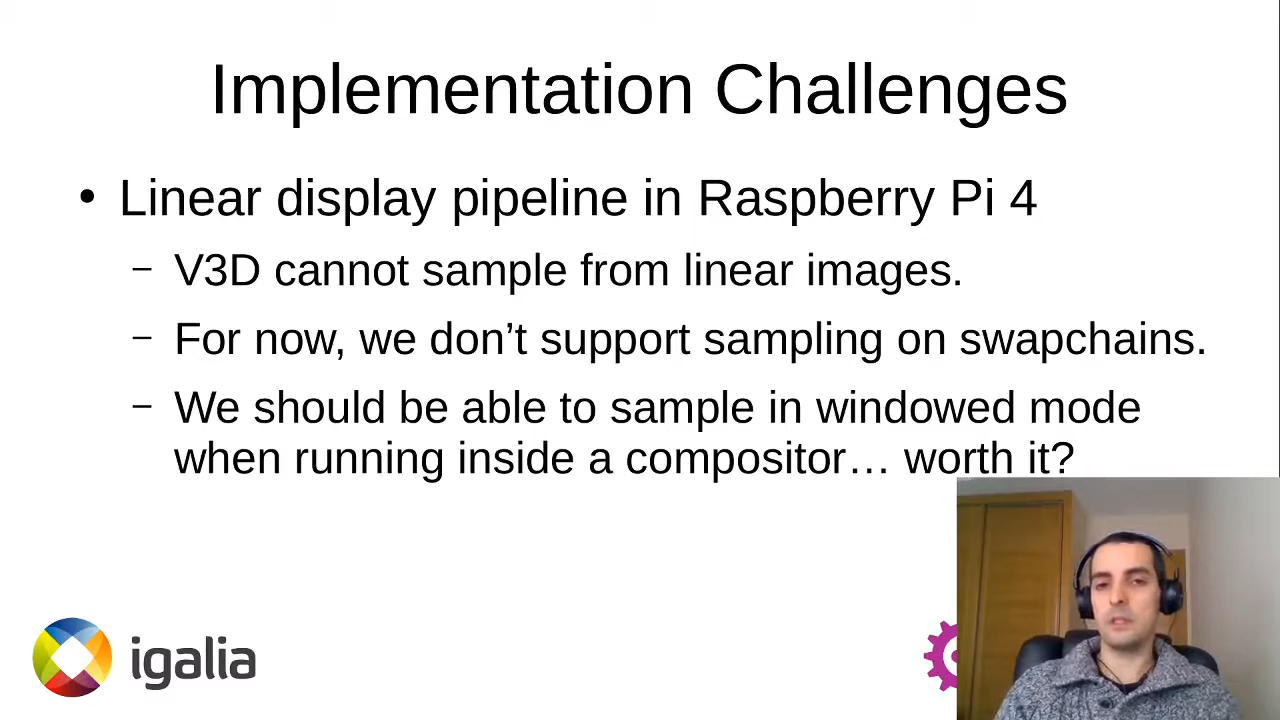 Implementation Challenges
• Linear display pipeline in Raspberry Pi 4
– V3D cannot sample from linear images.
– For now, we don’t support sampling on swapchains.
– We should be able to sample in windowed mode
when running inside a compositor… worth it?
igalia